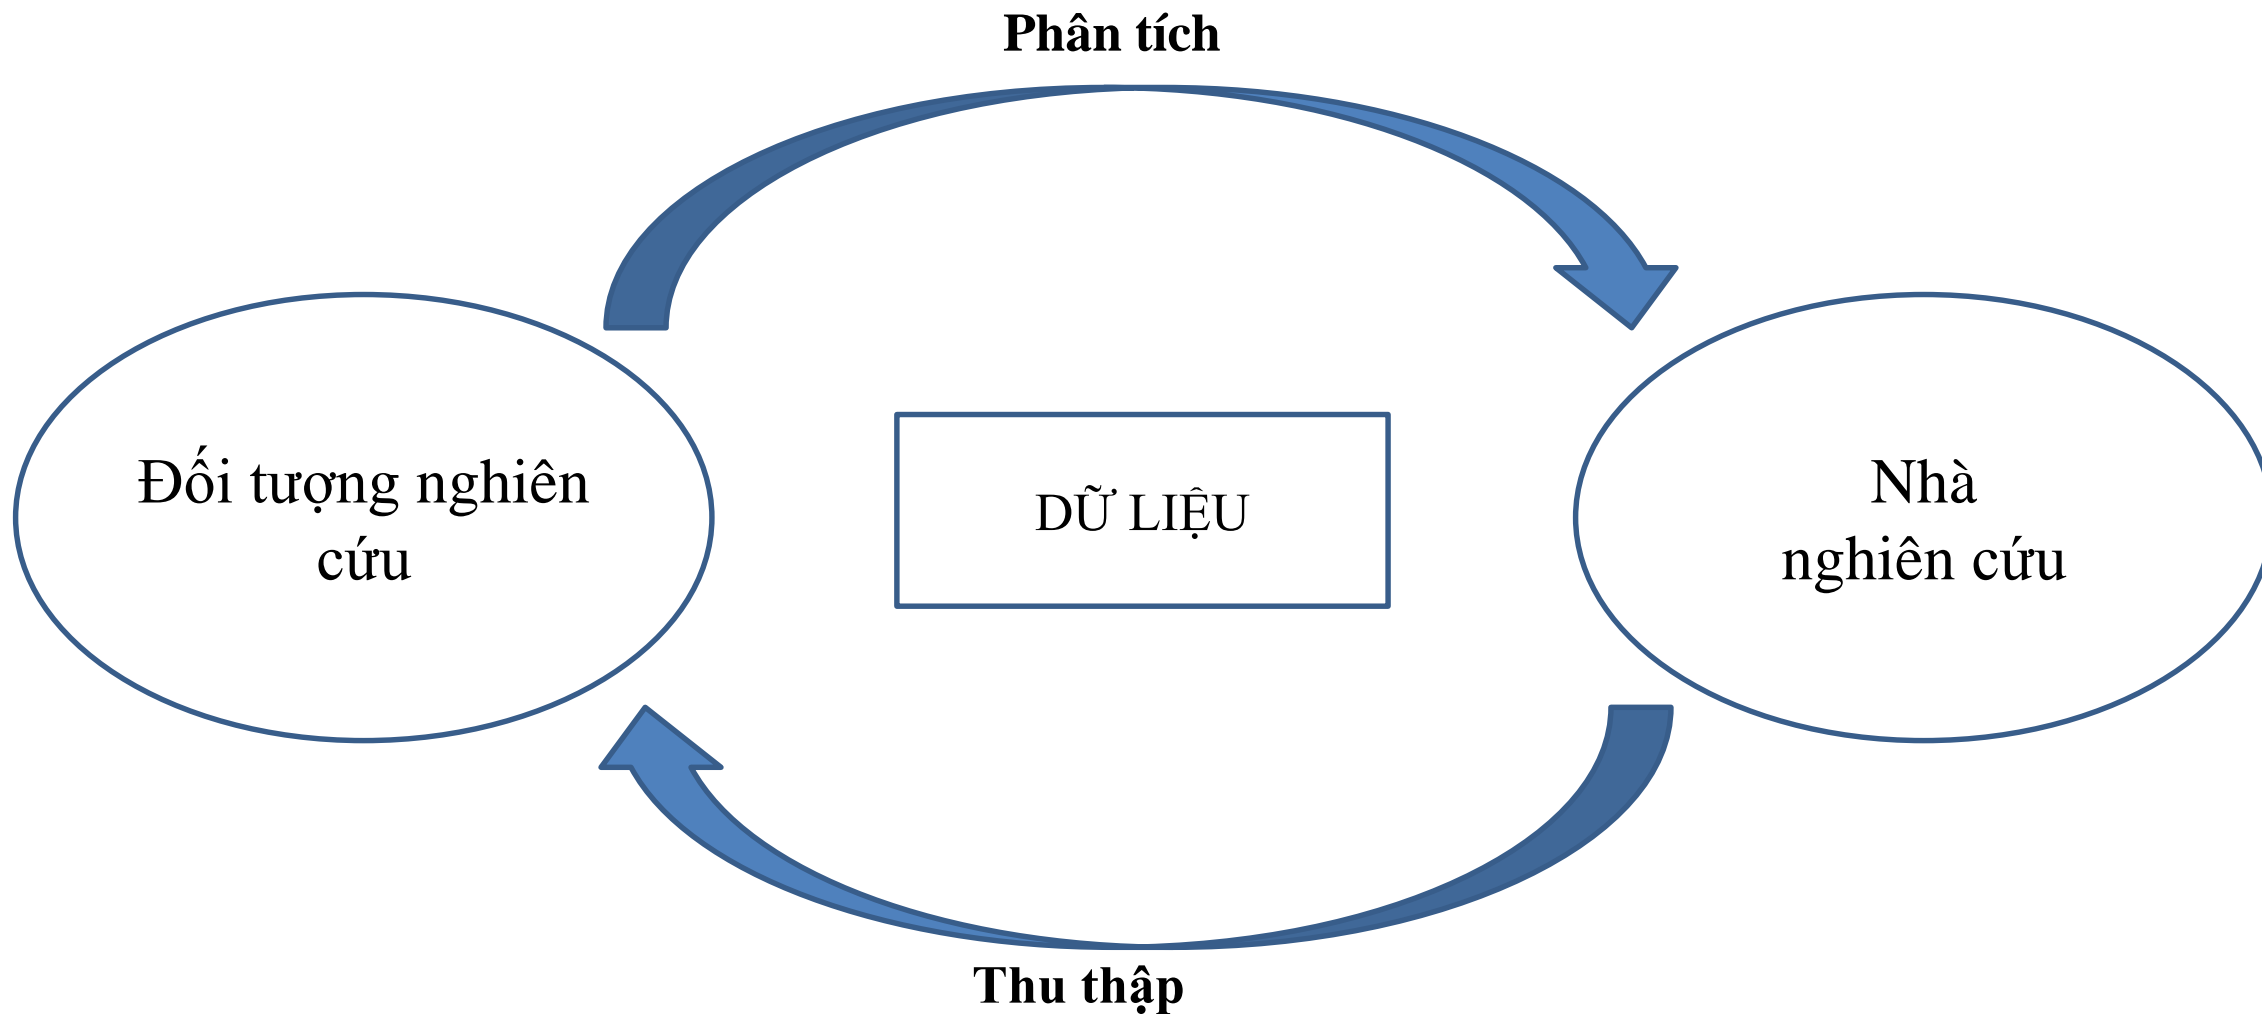 Phân tích
Đối tượng nghiên
cứu
DỮ LIỆU
Nhà
nghiên cứu
Thu thập